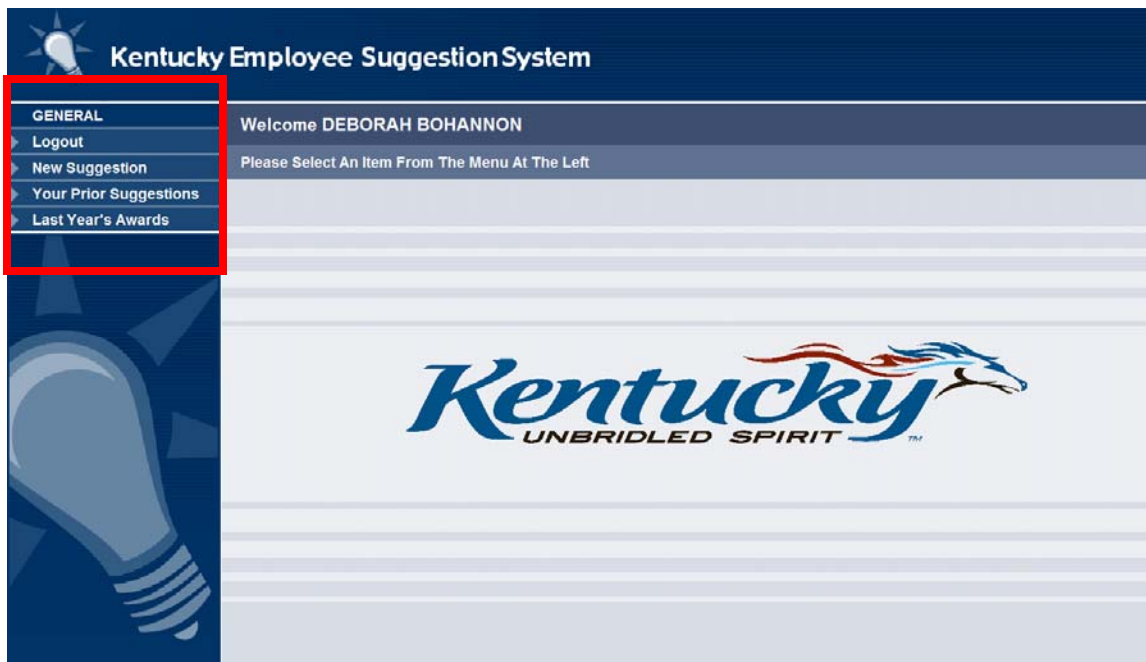 Kentucky Employee Suggestion System
GENERAL
Logout
New Suggestion
Your Prior Suggestions
Last Year's Awards
Welcome DEBORAH BOHANNON
Please Select An Item From The Menu At The Left
Kentucky
UNBRIDLED SPIRIT TM